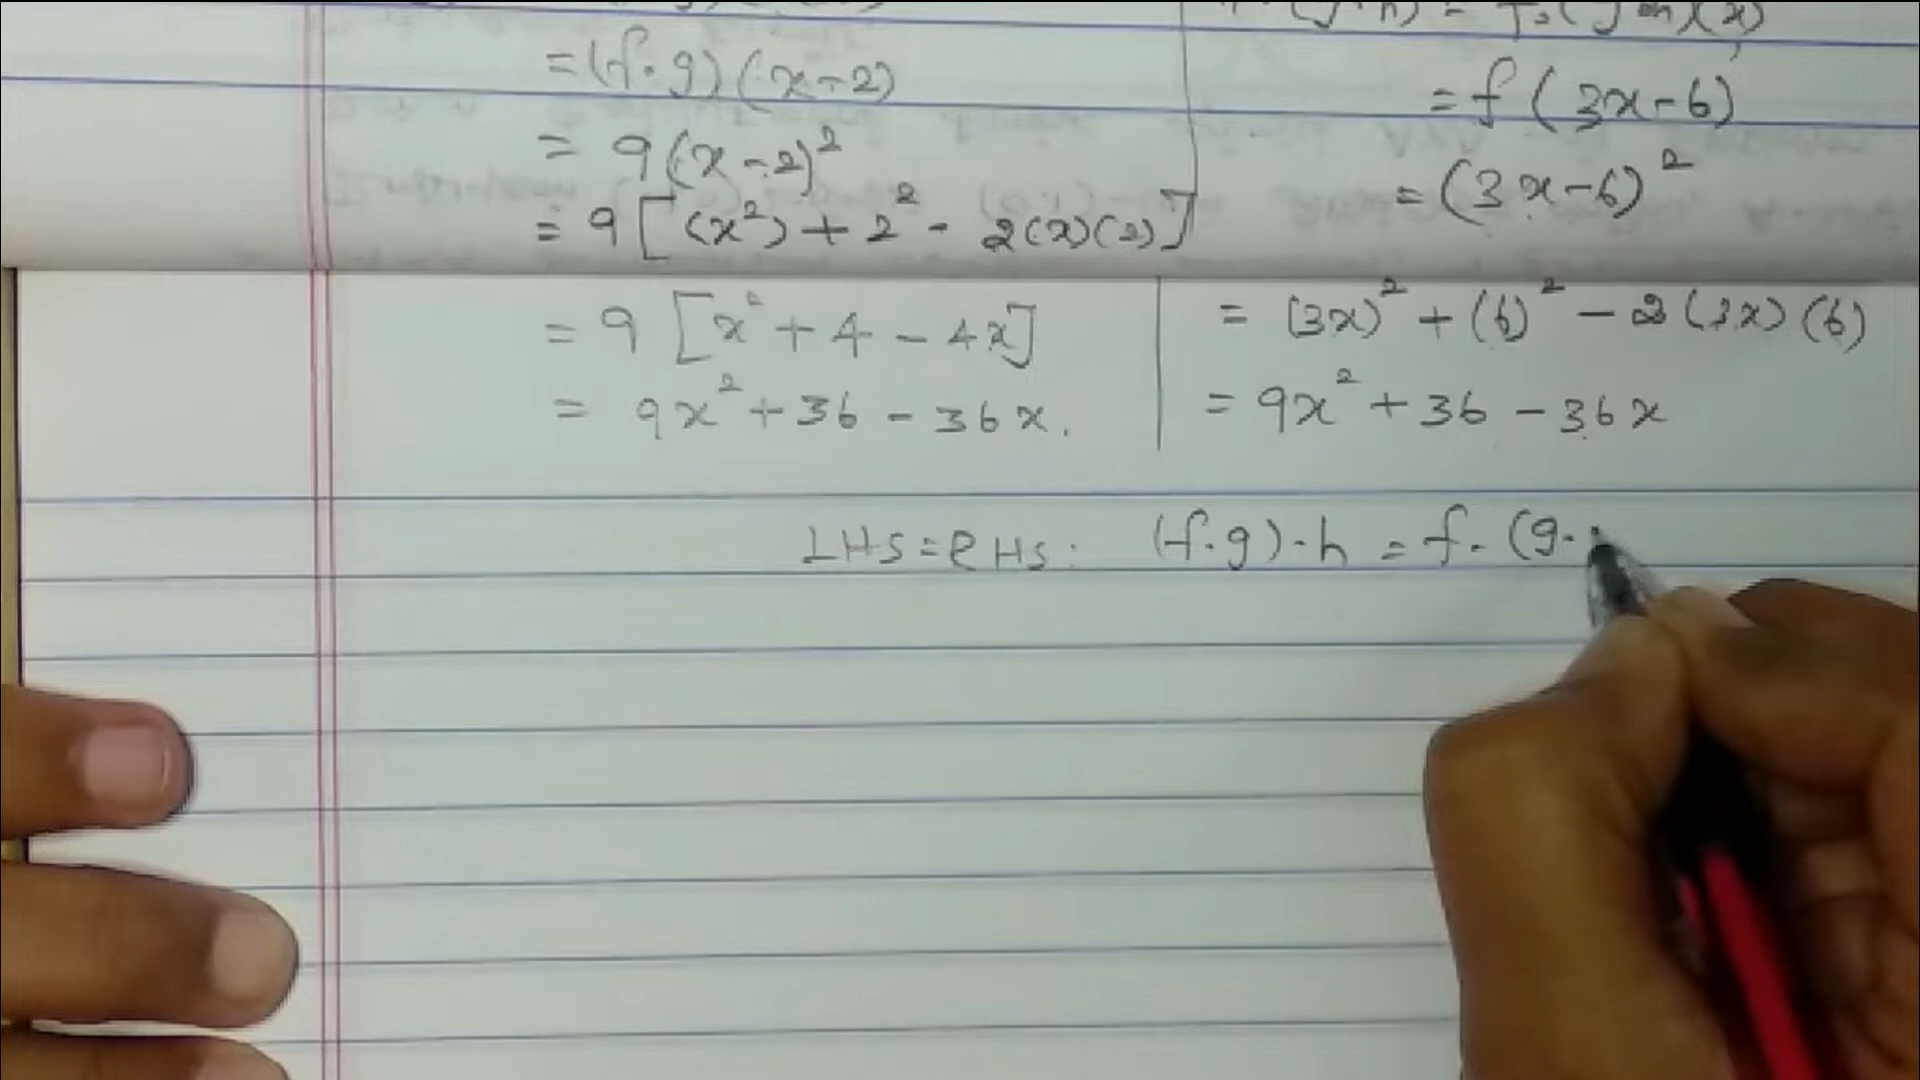 = (f∘g)(x-2)
= 9(x-2)²
= 9[(x²) + 2² - 2(x)(2)]
= 9[x² + 4 - 4x]
= 9x² + 36 - 36x.
= f(3x-6)
= (3x-6)²
= (3x)² + (6)² - 2(3x)(6)
= 9x² + 36 - 36x
LHS = RHS: (f∘g)∘h = f∘(g∘